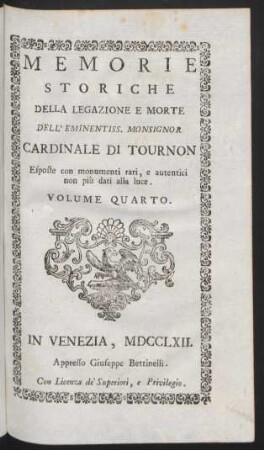 MEMORIE
STORICHE
DELLA LEGAZIONE E MORTE
DELL' EMINENTISS. MONSIGNOR
CARDINALE DI TOURNON
Esposte con monumenti rari, e autentici
non più dati alla luce.
VOLUME QUARTO.
IN VENEZIA, MDCCLXII.
Appresso Giuseppe Bettinelli.
Con Licenza de' Superiori, e Privilegio.